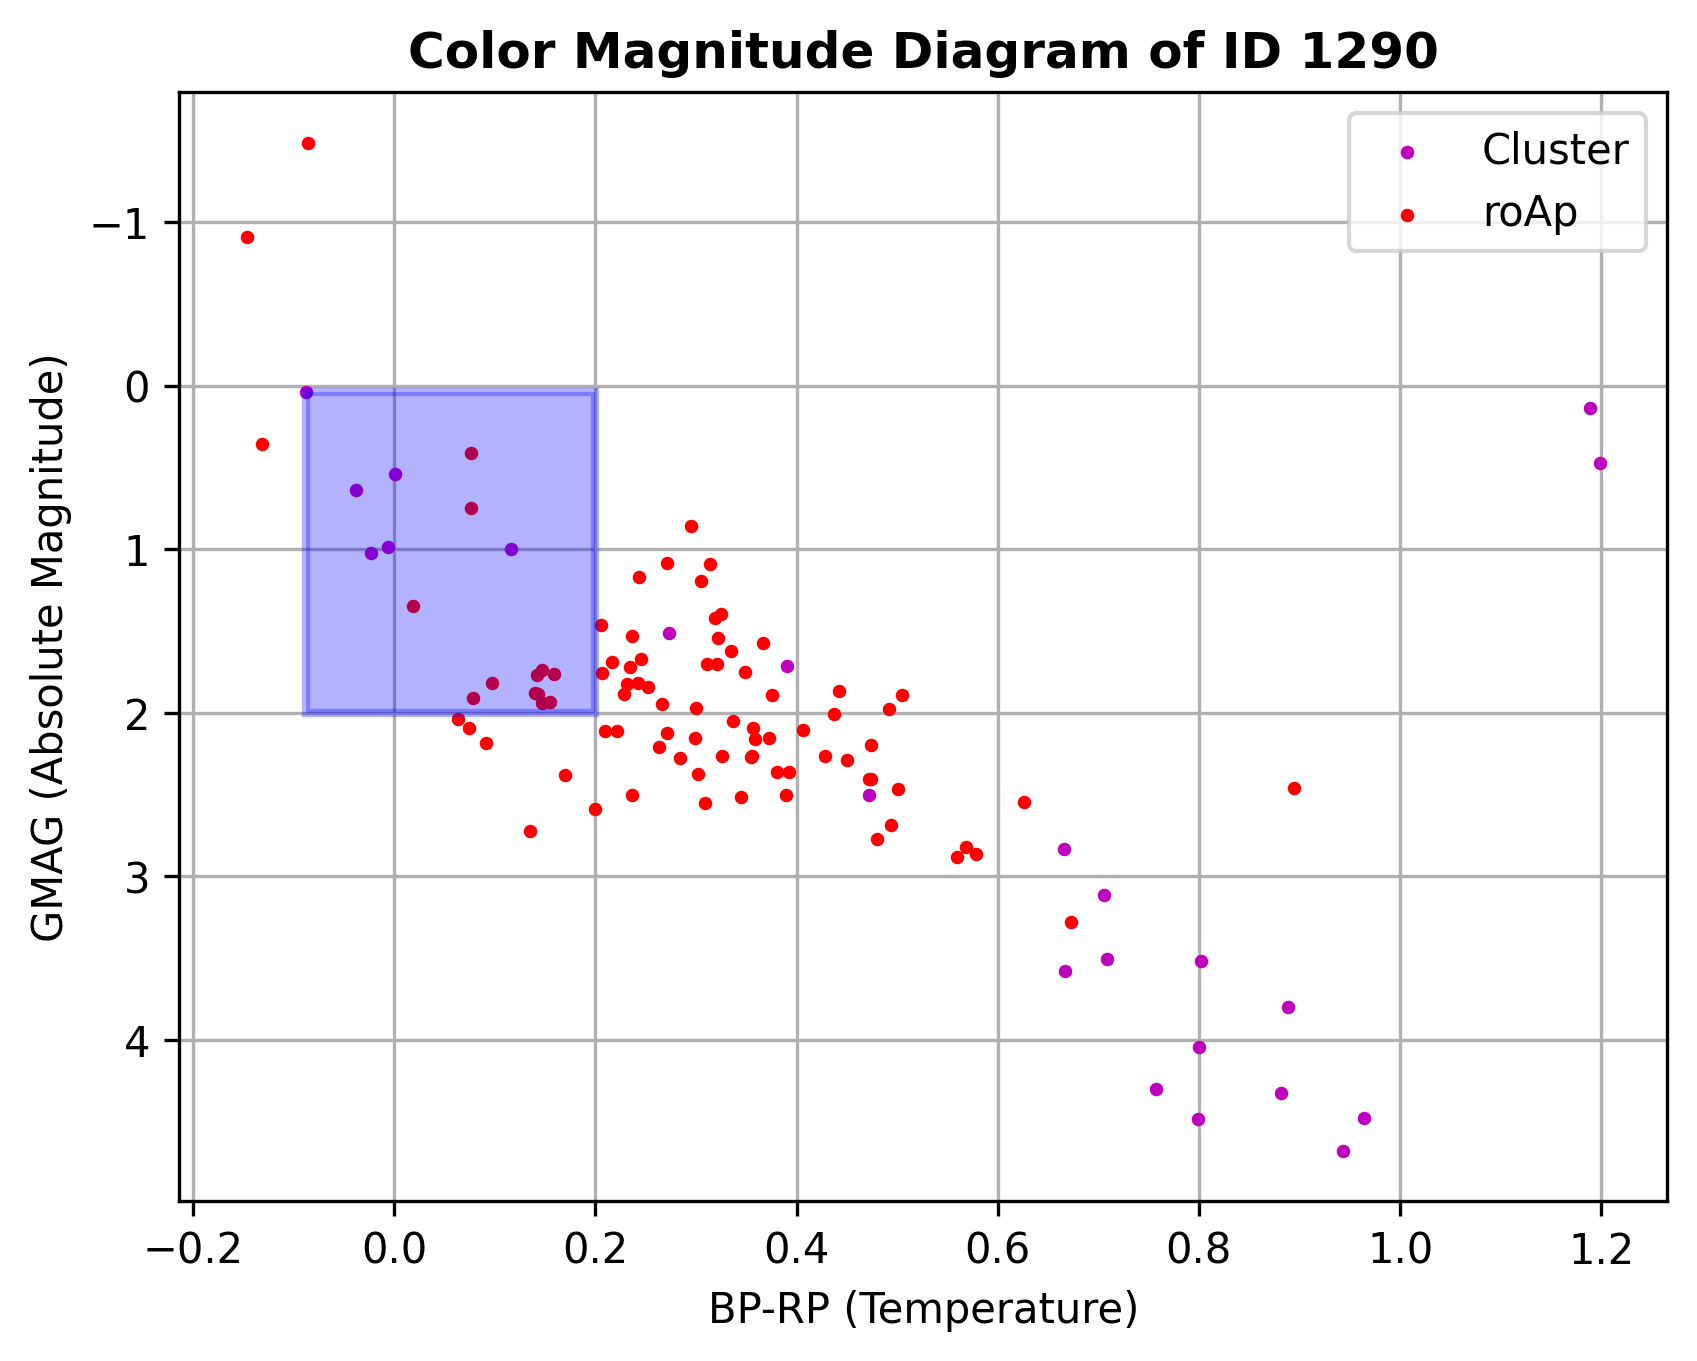 Color Magnitude Diagram of ID 1290
Cluster
roAp
−1
0
1
2
3
4
GMAG (Absolute Magnitude)
−0.2 0.0 0.2 0.4 0.6 0.8 1.0 1.2
BP-RP (Temperature)